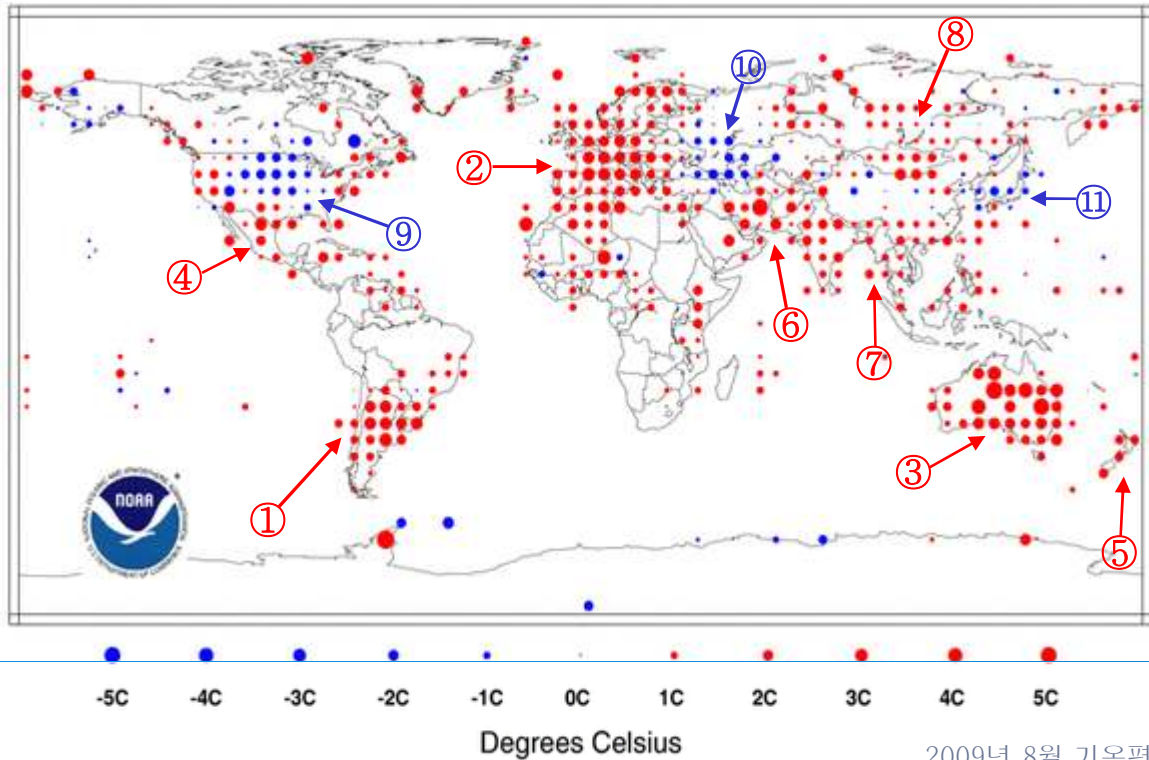 ⑧
⑩
②
⑪
⑨
④
⑥
⑦
③
①
⑤
NOAA
-5C -4C -3C -2C -1C 0C 1C 2C 3C 4C 5C
Degrees Celsius
2009년 8월 기온편